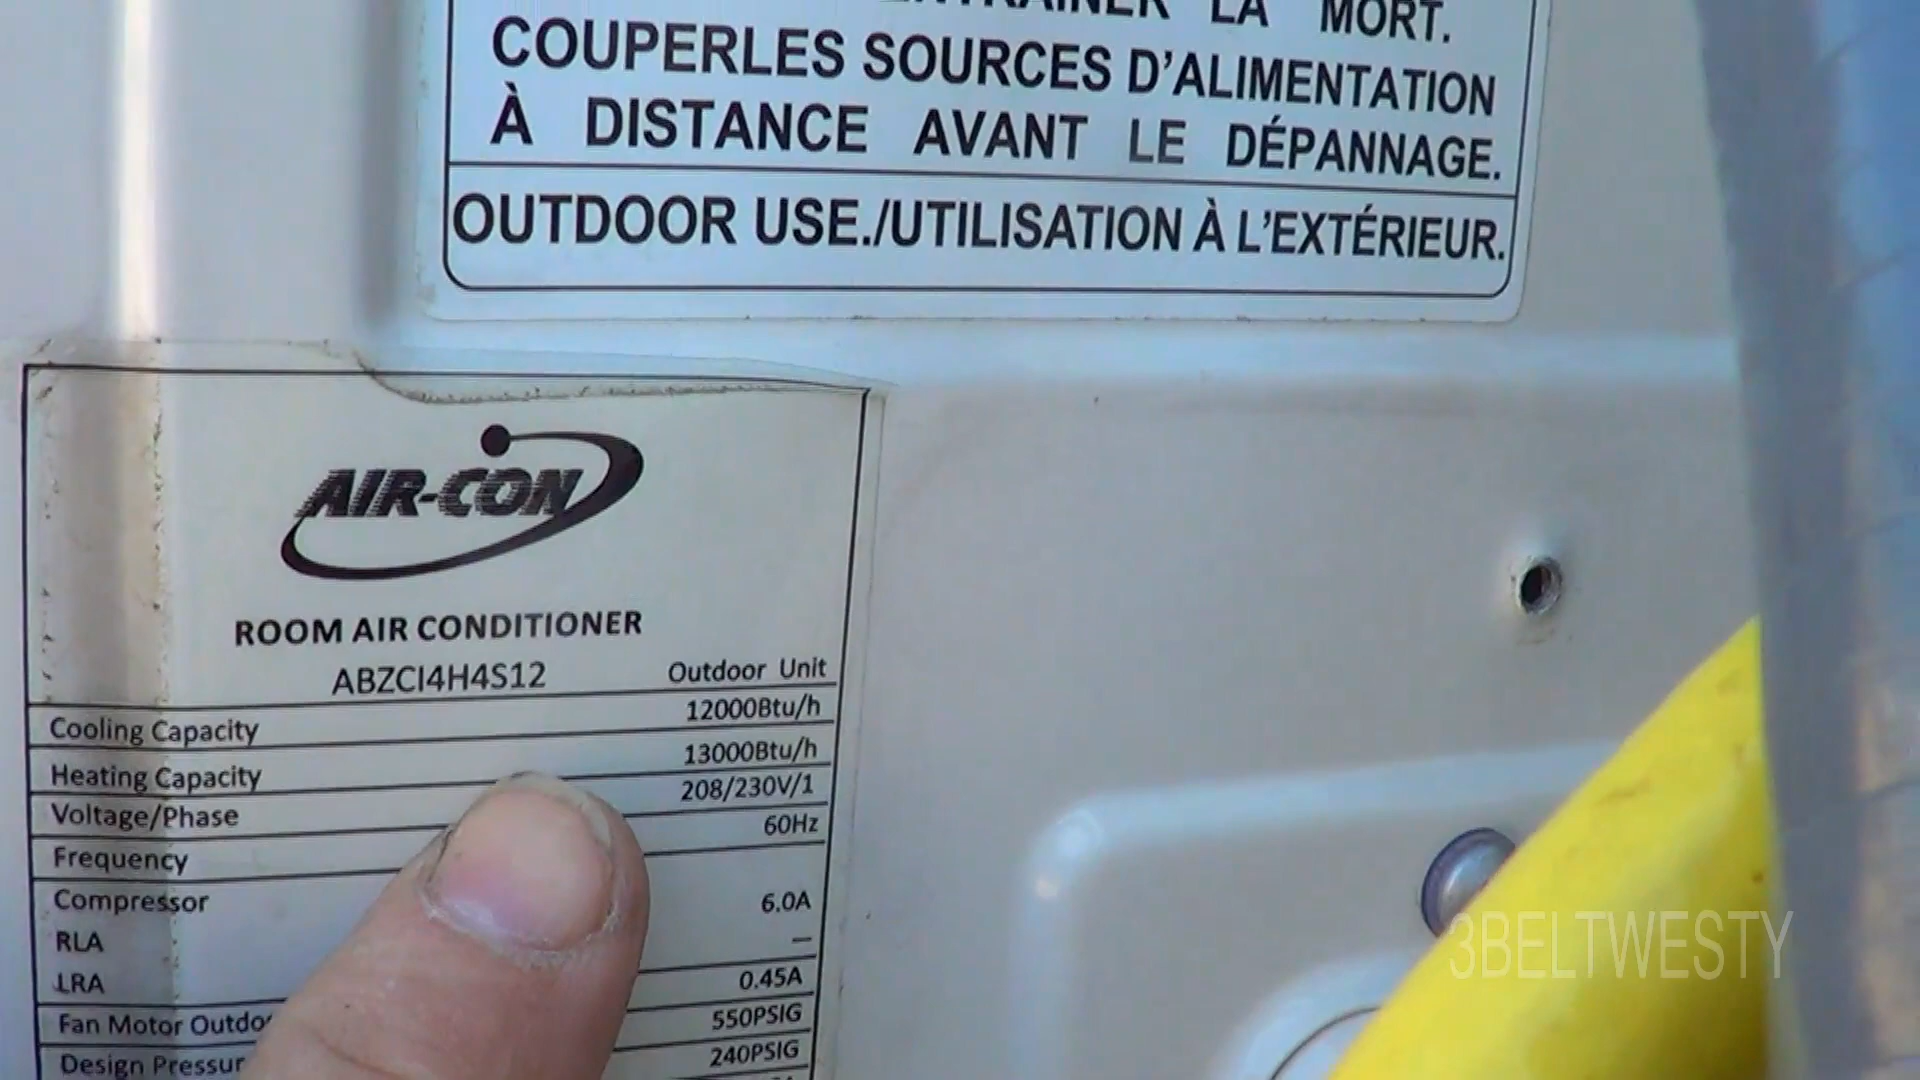 LA MORT.
COUPERLES SOURCES D'ALIMENTATION
À DISTANCE AVANT LE DÉPANNAGE.
OUTDOOR USE./UTILISATION À L'EXTÉRIEUR.
AIR-CON
ROOM AIR CONDITIONER
ABZCI4H4S12 Outdoor Unit
Cooling Capacity 12000Btu/h
Heating Capacity 13000Btu/h
Voltage/Phase 208/230V/1
Frequency 60Hz
Compressor
RLA 6.0A
LRA —
Fan Motor Outdo 0.45A
Design Pressur 550PSIG
240PSIG
3BELTWESTY